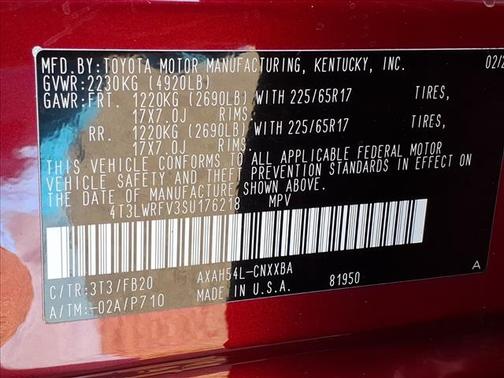 MFD.BY:TOYOTA MOTOR MANUFACTURING, KENTUCKY, INC. 02/2
GVWR:2230KG (4920LB)
GAWR:FRT. 1220KG (2690LB) WITH 225/65R17 TIRES,
17X7.0J RIMS,
RR. 1220KG (2690LB) WITH 225/65R17 TIRES,
17X7.0J RIMS.
THIS VEHICLE CONFORMS TO ALL APPLICABLE FEDERAL MOTOR
VEHICLE SAFETY AND THEFT PREVENTION STANDARDS IN EFFECT ON
THE DATE OF MANUFACTURE SHOWN ABOVE.
4T3LWRFV3SU176218 MPV
C/TR:3T3/FB20 AXAH54L-CNXXBA A
A/TM:-02A/P710 MADE IN U.S.A. 81950